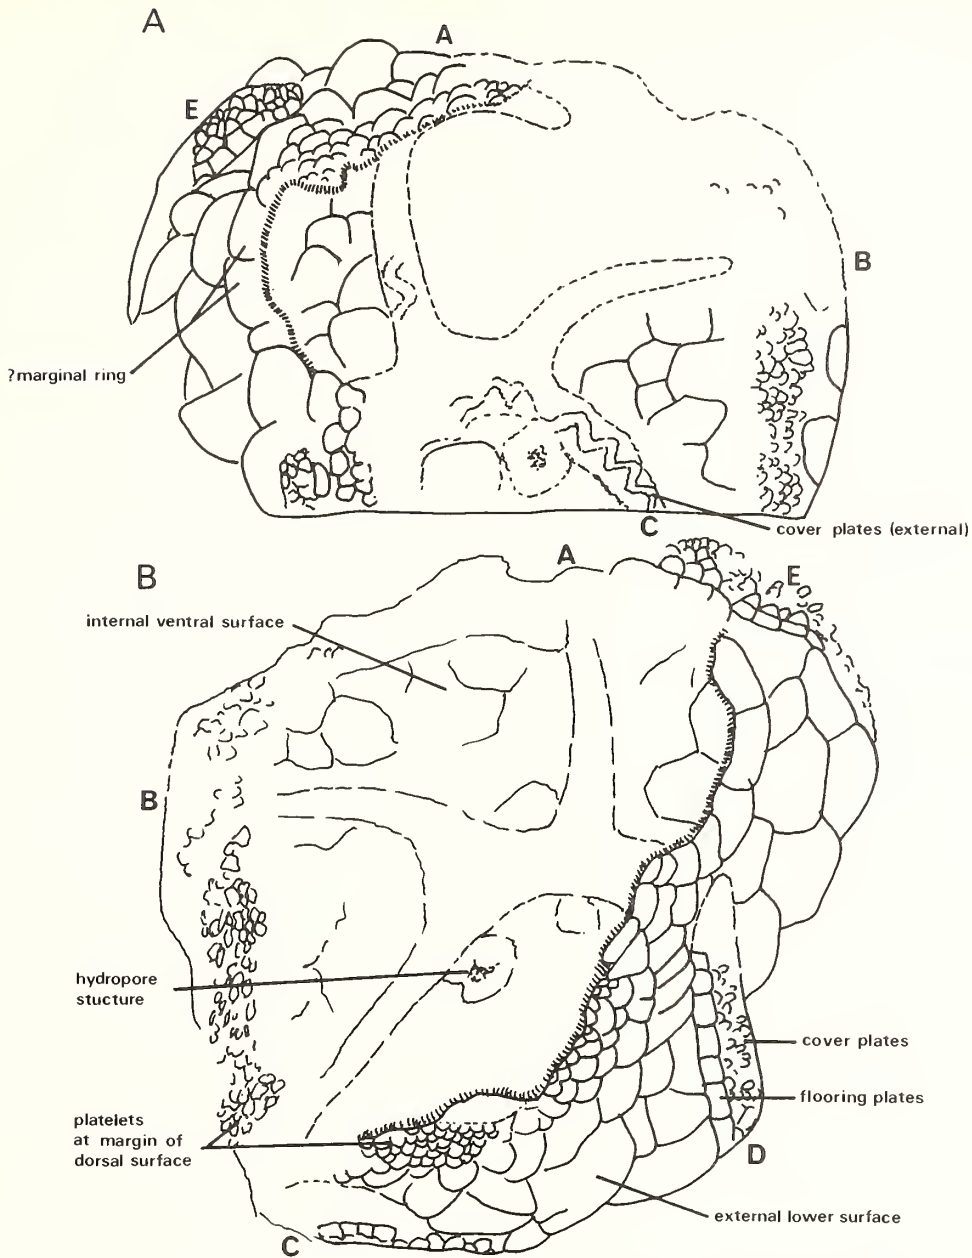 A
A
E
B
?marginal ring
C
cover plates (external)
B
A
E
internal ventral surface
B
hydropore
stucture
cover plates
flooring plates
platelets
at margin of
dorsal surface
D
external lower surface
C